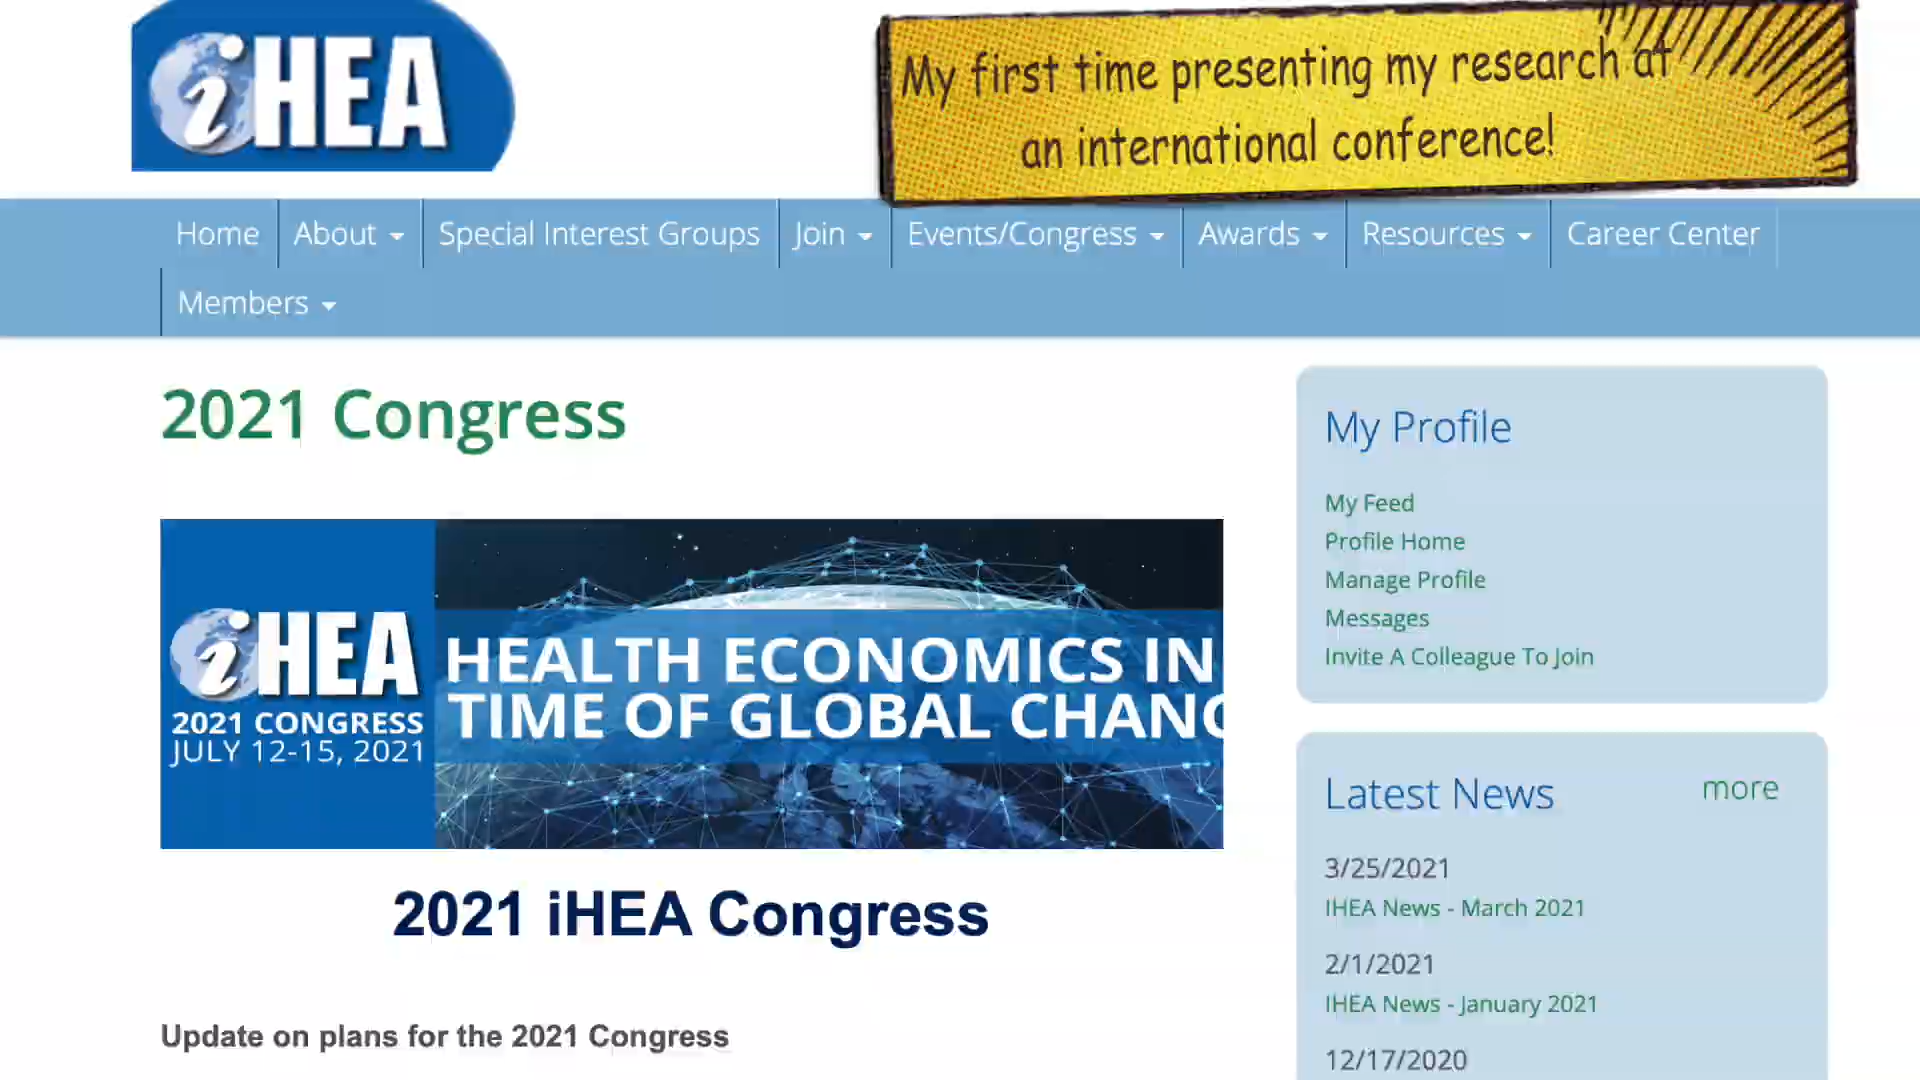 iHEA
My first time presenting my research at
an international conference!
Home
About
Special Interest Groups
Join
Events/Congress
Awards
Resources
Career Center
Members
2021 Congress
iHEA
2021 CONGRESS
JULY 12-15, 2021
HEALTH ECONOMICS IN
TIME OF GLOBAL CHANG
2021 iHEA Congress
Update on plans for the 2021 Congress
My Profile
My Feed
Profile Home
Manage Profile
Messages
Invite A Colleague To Join
Latest News
more
3/25/2021
IHEA News - March 2021
2/1/2021
IHEA News - January 2021
12/17/2020